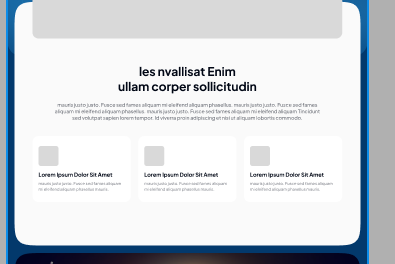 les nvallisat Enim
ullam corper sollicitudin
mauris justo justo. Fusce sed fames aliquam mi eleifend aliquam phasellus. mauris justo justo. Fusce sed fames
aliquam mi eleifend aliquam phasellus. mauris justo justo. Fusce sed fames aliquam mi eleifend aliquam phasellus Tincidunt
sed volutpat sapien lorem tempor. Id viverra proin adipiscing et nisi ut aliquam lobortis commodo.
Lorem Ipsum Dolor Sit Amet
mauris justo justo. Fusce sed fames aliquam
mi eleifend aliquam phasellus mauris.
Lorem Ipsum Dolor Sit Amet
mauris justo justo. Fusce sed fames aliquam
mi eleifend aliquam phasellus mauris.
Lorem Ipsum Dolor Sit Amet
mauris justo justo. Fusce sed fames aliquam
mi eleifend aliquam phasellus mauris.